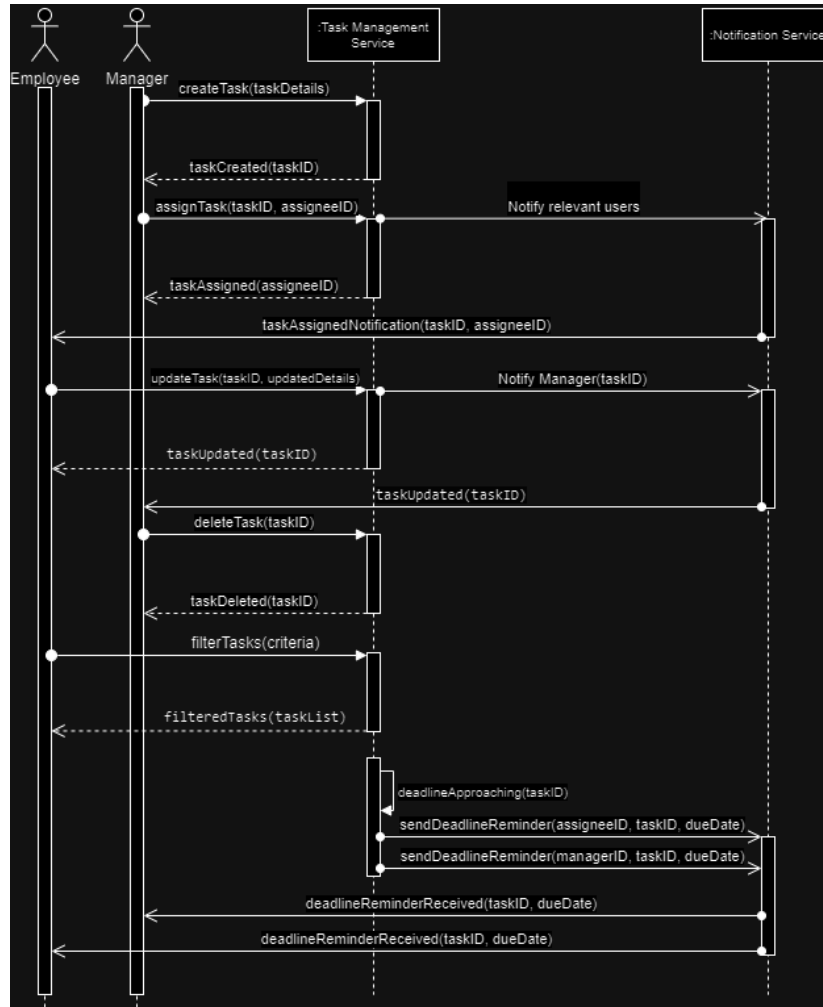 :Task Management
Service
:Notification Service
Employee
Manager
createTask(taskDetails)
taskCreated(taskID)
assignTask(taskID, assigneeID)
Notify relevant users
taskAssigned(assigneeID)
taskAssignedNotification(taskID, assigneeID)
updateTask(taskID, updatedDetails)
Notify Manager(taskID)
taskUpdated(taskID)
taskUpdated(taskID)
deleteTask(taskID)
taskDeleted(taskID)
filterTasks(criteria)
filteredTasks(taskList)
deadlineApproaching(taskID)
sendDeadlineReminder(assigneeID, taskID, dueDate)
sendDeadlineReminder(managerID, taskID, dueDate)
deadlineReminderReceived(taskID, dueDate)
deadlineReminderReceived(taskID, dueDate)